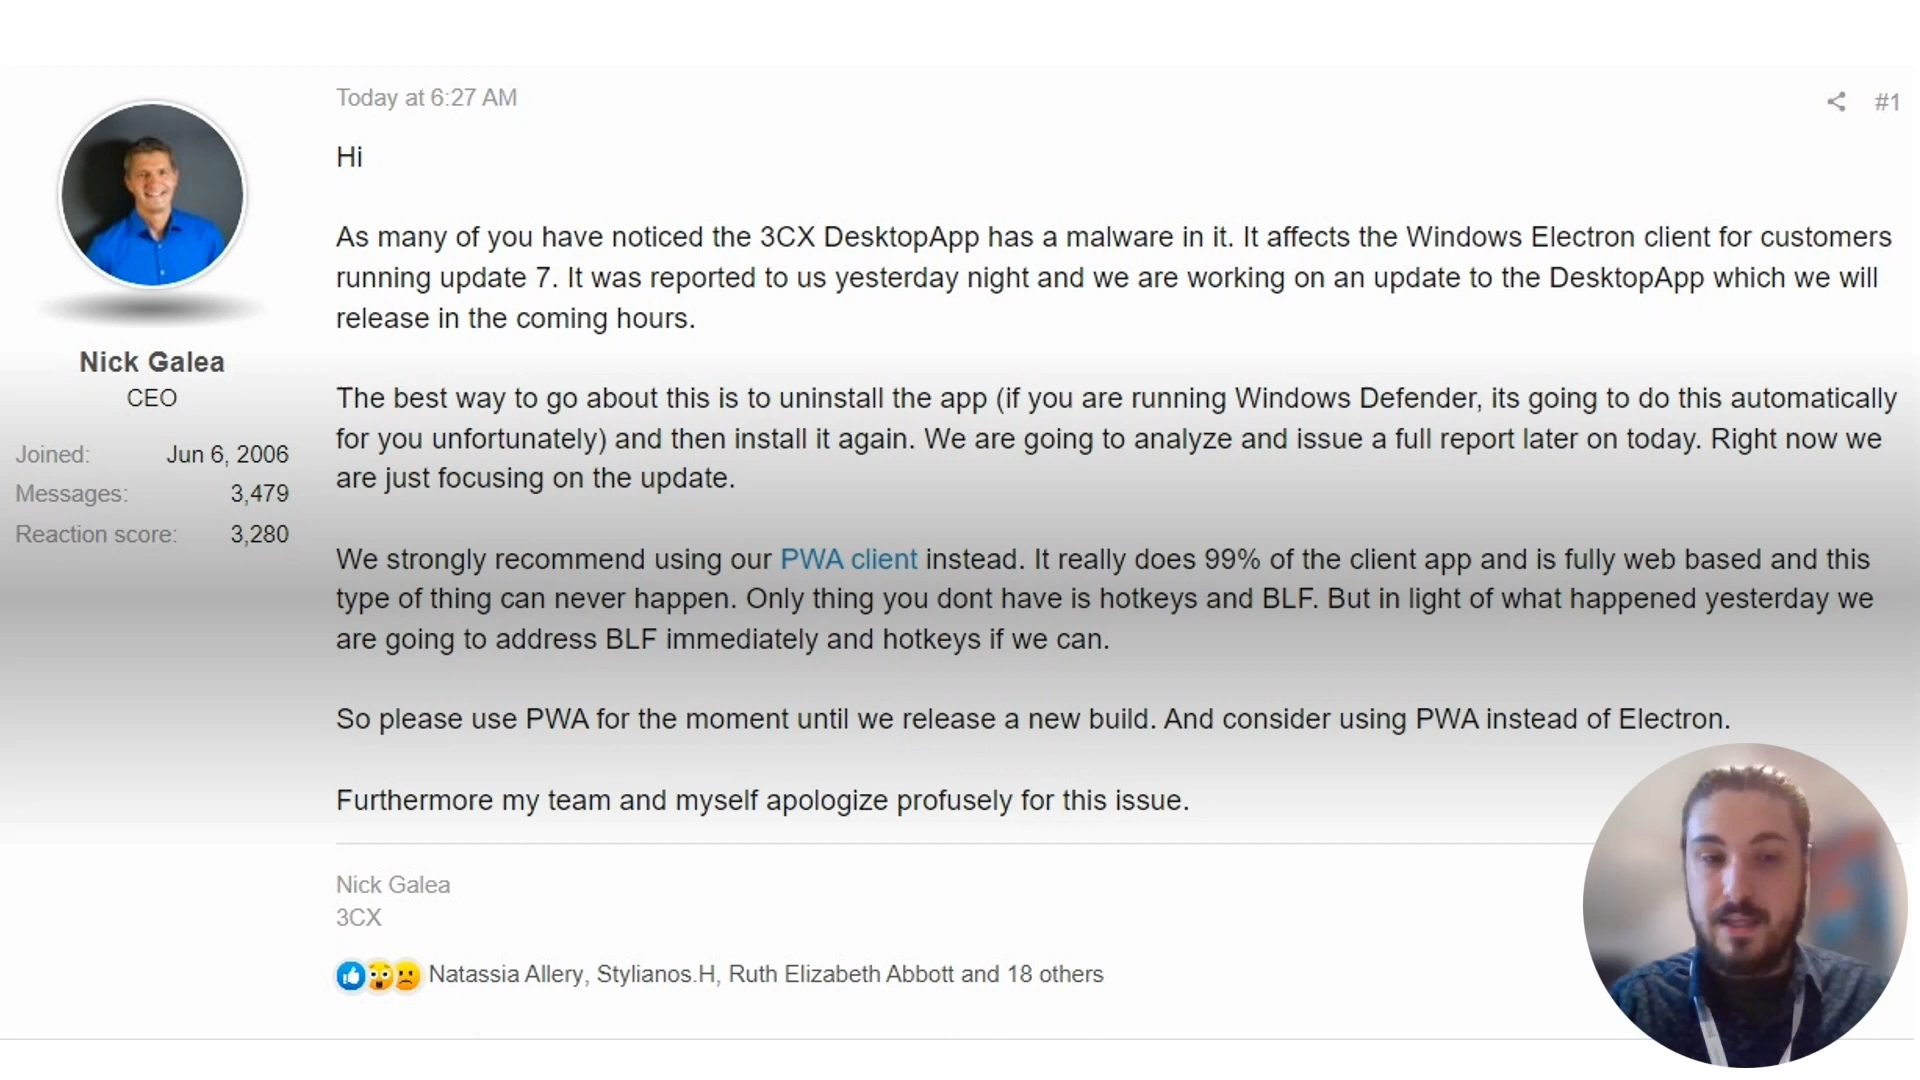 Today at 6:27 AM
#1
Hi
As many of you have noticed the 3CX DesktopApp has a malware in it. It affects the Windows Electron client for customers
running update 7. It was reported to us yesterday night and we are working on an update to the DesktopApp which we will
release in the coming hours.
Nick Galea
CEO
Joined: Jun 6, 2006
Messages: 3,479
Reaction score: 3,280
The best way to go about this is to uninstall the app (if you are running Windows Defender, its going to do this automatically
for you unfortunately) and then install it again. We are going to analyze and issue a full report later on today. Right now we
are just focusing on the update.
We strongly recommend using our PWA client instead. It really does 99% of the client app and is fully web based and this
type of thing can never happen. Only thing you dont have is hotkeys and BLF. But in light of what happened yesterday we
are going to address BLF immediately and hotkeys if we can.
So please use PWA for the moment until we release a new build. And consider using PWA instead of Electron.
Furthermore my team and myself apologize profusely for this issue.
Nick Galea
3CX
Natassia Allery, Stylianos.H, Ruth Elizabeth Abbott and 18 others